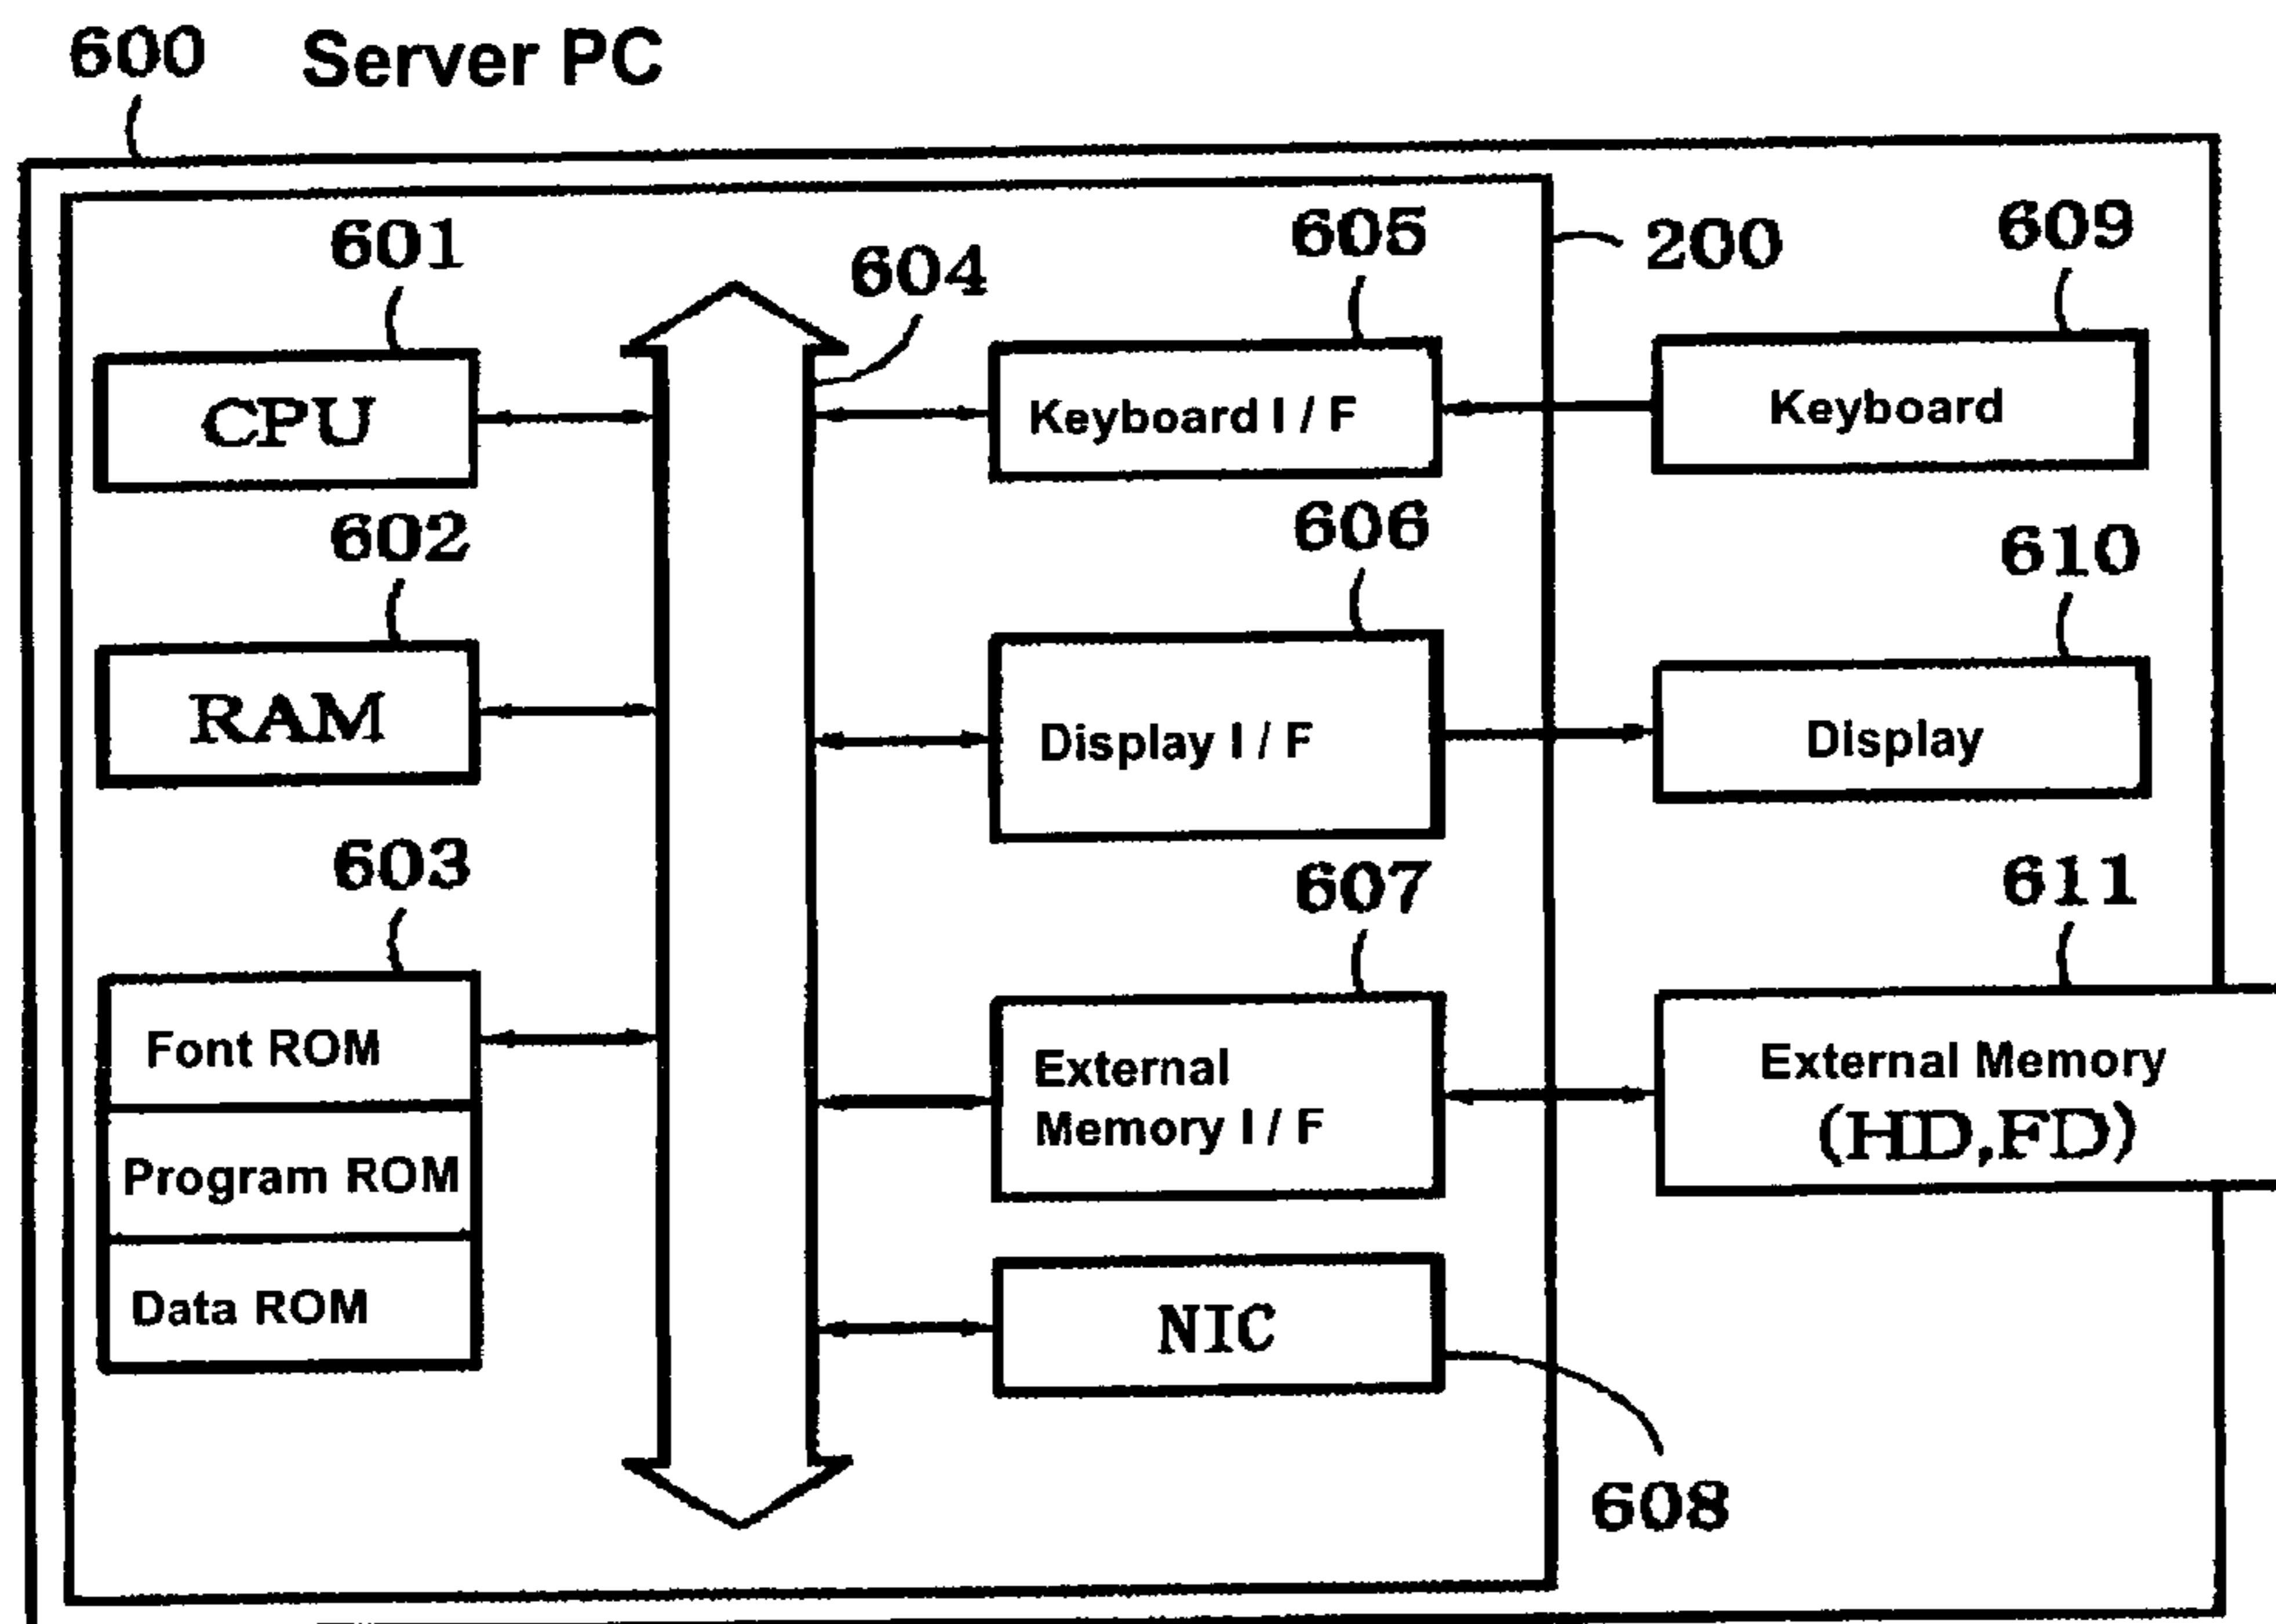 600 Server PC
601
604
605
200
609
CPU
Keyboard I / F
Keyboard
602
606
610
RAM
Display I / F
Display
603
607
611
Font ROM
External
Memory I / F
External Memory
(HD,FD)
Program ROM
Data ROM
NIC
608